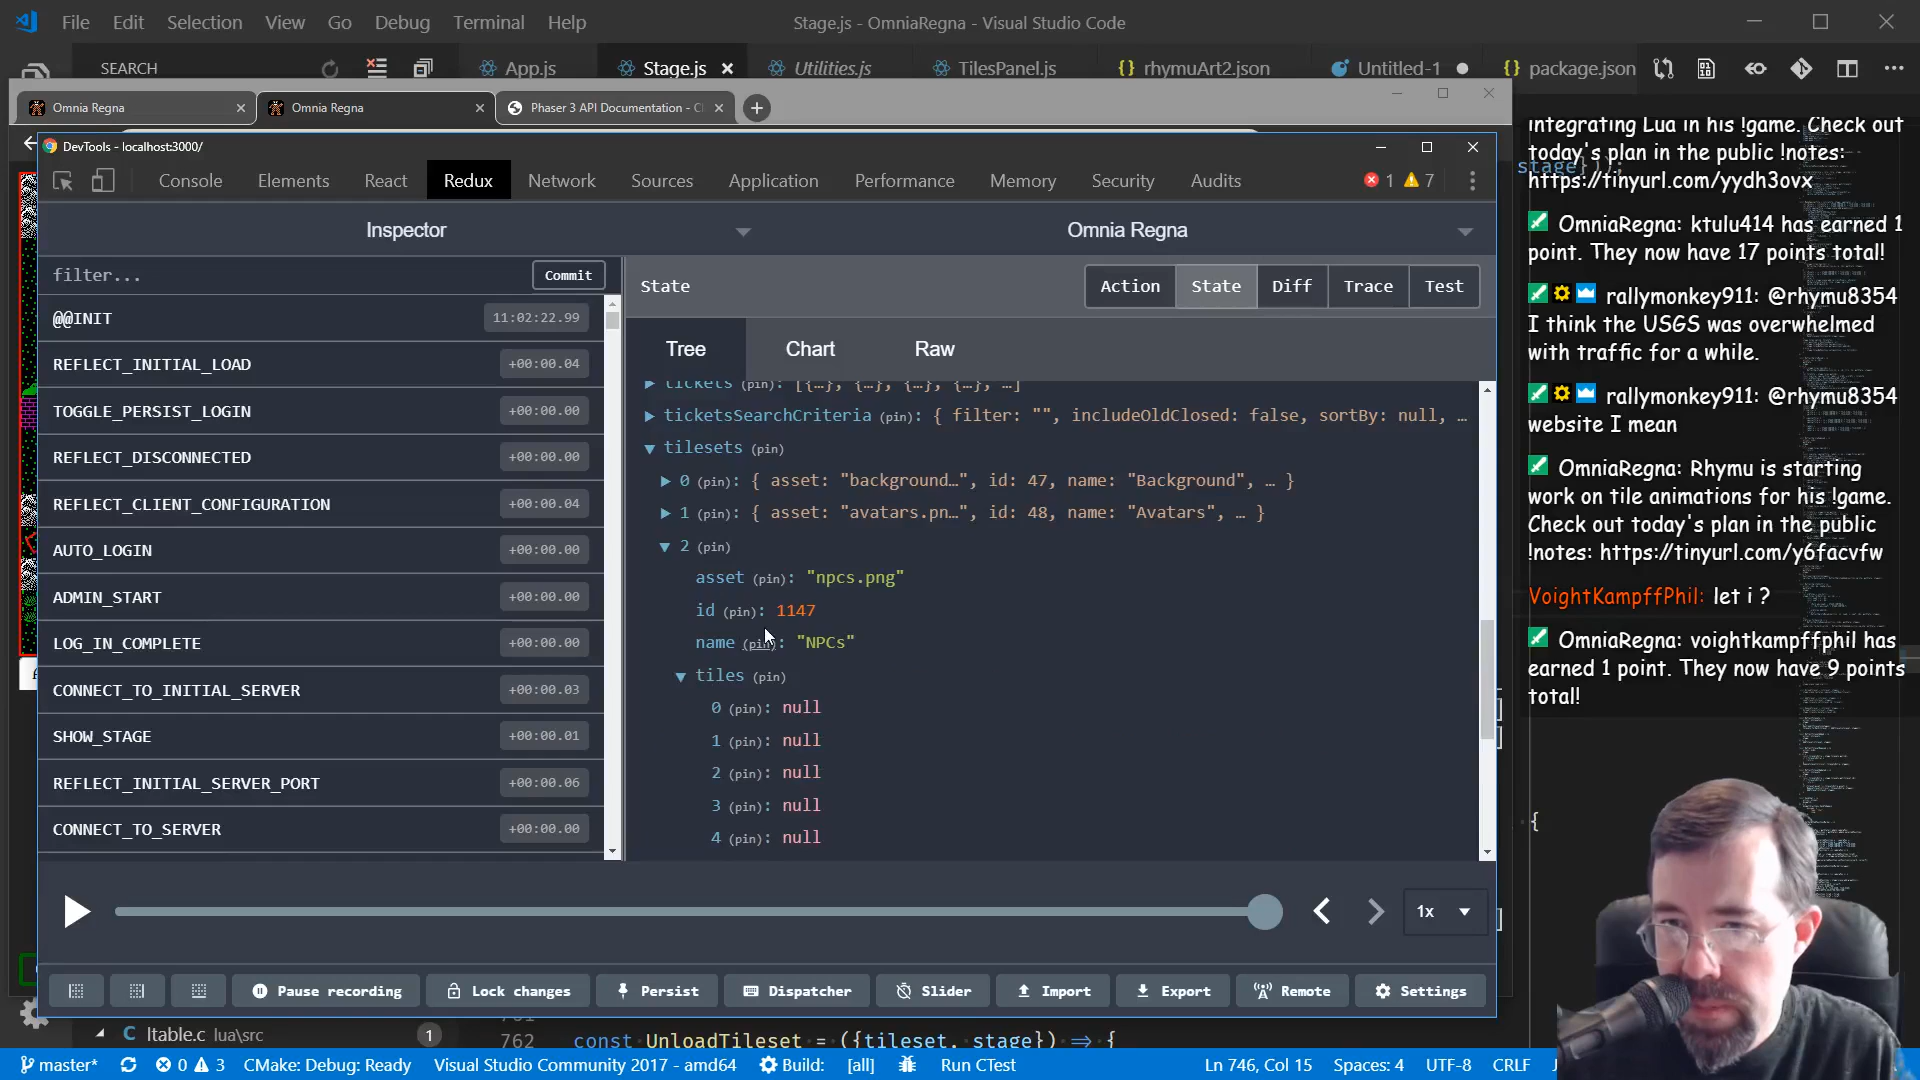 File Edit Selection View Go Debug Terminal Help
Stage.js - OmniaRegna - Visual Studio Code
SEARCH
App.js
Stage.js
Utilities.js
TilesPanel.js
{} rhymuArt2.json
Untitled-1
{} package.json
Omnia Regna
Omnia Regna
Phaser 3 API Documentation - C
DevTools - localhost:3000/
Console Elements React Redux Network Sources Application Performance Memory Security Audits
1 7
Inspector
Omnia Regna
filter...
Commit
@@INIT 11:02:22.99
REFLECT_INITIAL_LOAD +00:00.04
TOGGLE_PERSIST_LOGIN +00:00.00
REFLECT_DISCONNECTED +00:00.00
REFLECT_CLIENT_CONFIGURATION +00:00.04
AUTO_LOGIN +00:00.00
ADMIN_START +00:00.00
LOG_IN_COMPLETE +00:00.00
CONNECT_TO_INITIAL_SERVER +00:00.03
SHOW_STAGE +00:00.01
REFLECT_INITIAL_SERVER_PORT +00:00.06
CONNECT_TO_SERVER +00:00.00
State
Action State Diff Trace Test
Tree Chart Raw
tickets (pin): [{…}, {…}, {…}, {…}, …]
ticketsSearchCriteria (pin): { filter: "", includeOldClosed: false, sortBy: null, …
tilesets (pin)
0 (pin): { asset: "background…", id: 47, name: "Background", … }
1 (pin): { asset: "avatars.pn…", id: 48, name: "Avatars", … }
2 (pin)
asset (pin): "npcs.png"
id (pin): 1147
name (pin): "NPCs"
tiles (pin)
0 (pin): null
1 (pin): null
2 (pin): null
3 (pin): null
4 (pin): null
1x
Pause recording
Lock changes
Persist
Dispatcher
Slider
Import
Export
Remote
Settings
integrating Lua in his !game. Check out
today's plan in the public !notes:
https://tinyurl.com/yydh3ovx
OmniaRegna: ktulu414 has earned 1
point. They now have 17 points total!
rallymonkey911: @rhymu8354
I think the USGS was overwhelmed
with traffic for a while.
rallymonkey911: @rhymu8354
website I mean
OmniaRegna: Rhymu is starting
work on tile animations for his !game.
Check out today's plan in the public
!notes: https://tinyurl.com/y6facvfw
VoightKampffPhil: let i ?
OmniaRegna: voightkampffphil has
earned 1 point. They now have 9 points
total!
{
ltable.c lua\src 1
762 const UnloadTileset = ({tileset, stage}) => {
master* 0 3 CMake: Debug: Ready Visual Studio Community 2017 - amd64 Build: [all] Run CTest
Ln 746, Col 15 Spaces: 4 UTF-8 CRLF